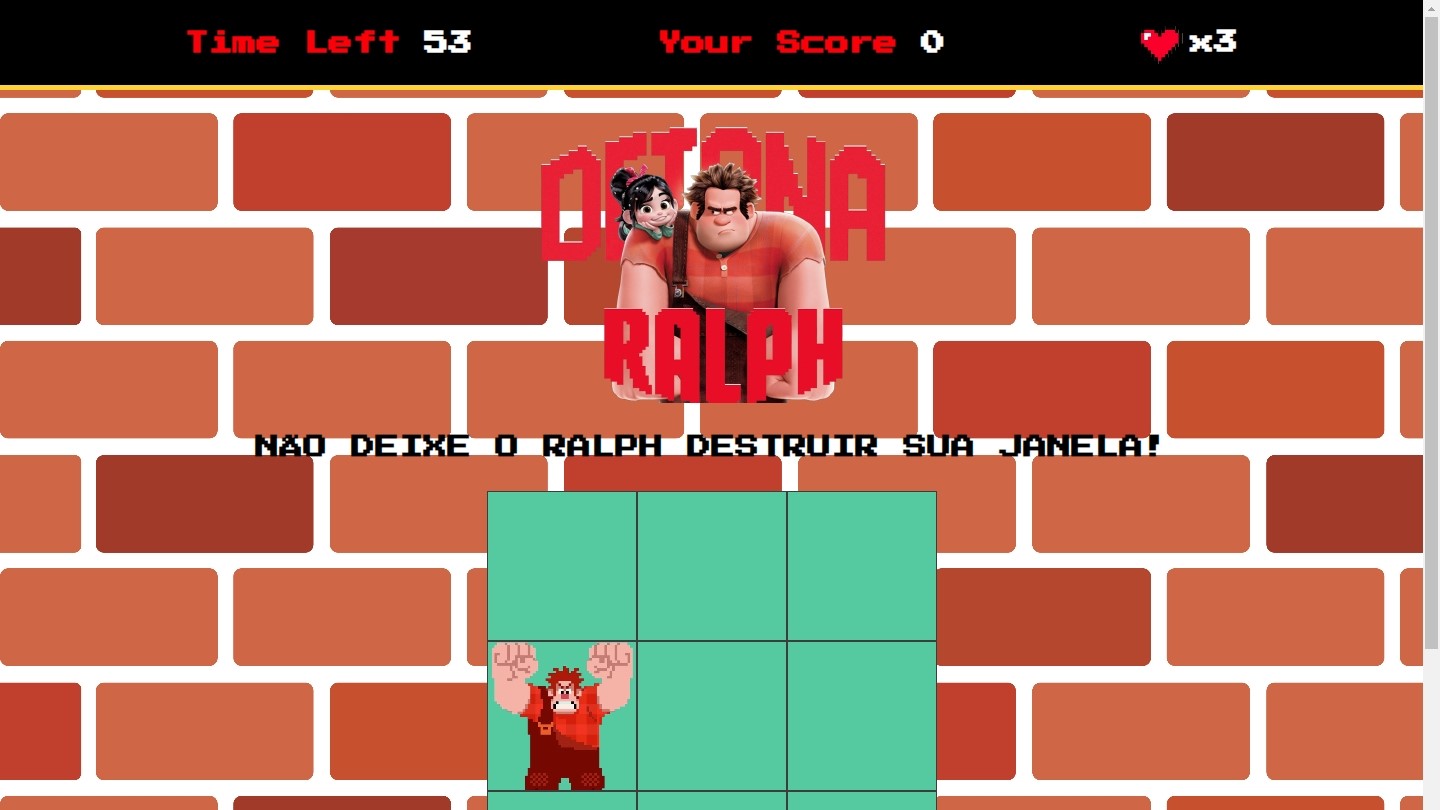 Time Left 53
Your Score 0
x3
DETONA
RALPH
NãO DEIXE O RALPH DESTRUIR SUA JANELA!